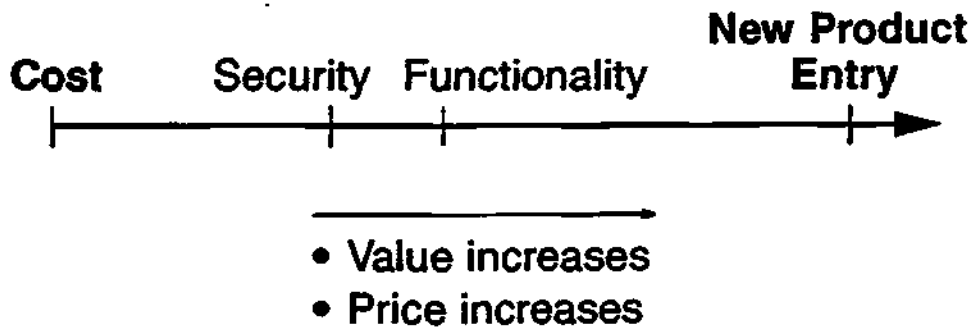 New Product
Cost Security Functionality Entry
• Value increases
• Price increases